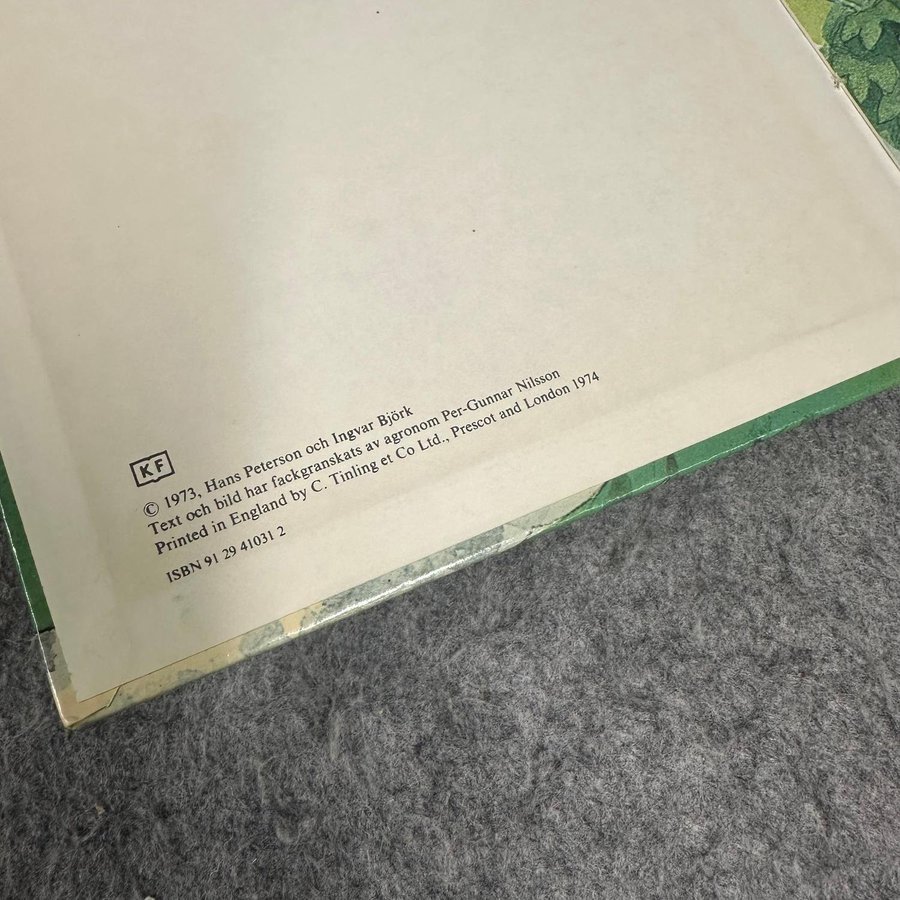 KF
© 1973, Hans Peterson och Ingvar Björk
Text och bild har fackgranskats av agronom Per-Gunnar Nilsson
Printed in England by C. Tinling et Co Ltd., Prescot and London 1974
ISBN 91 29 41031 2